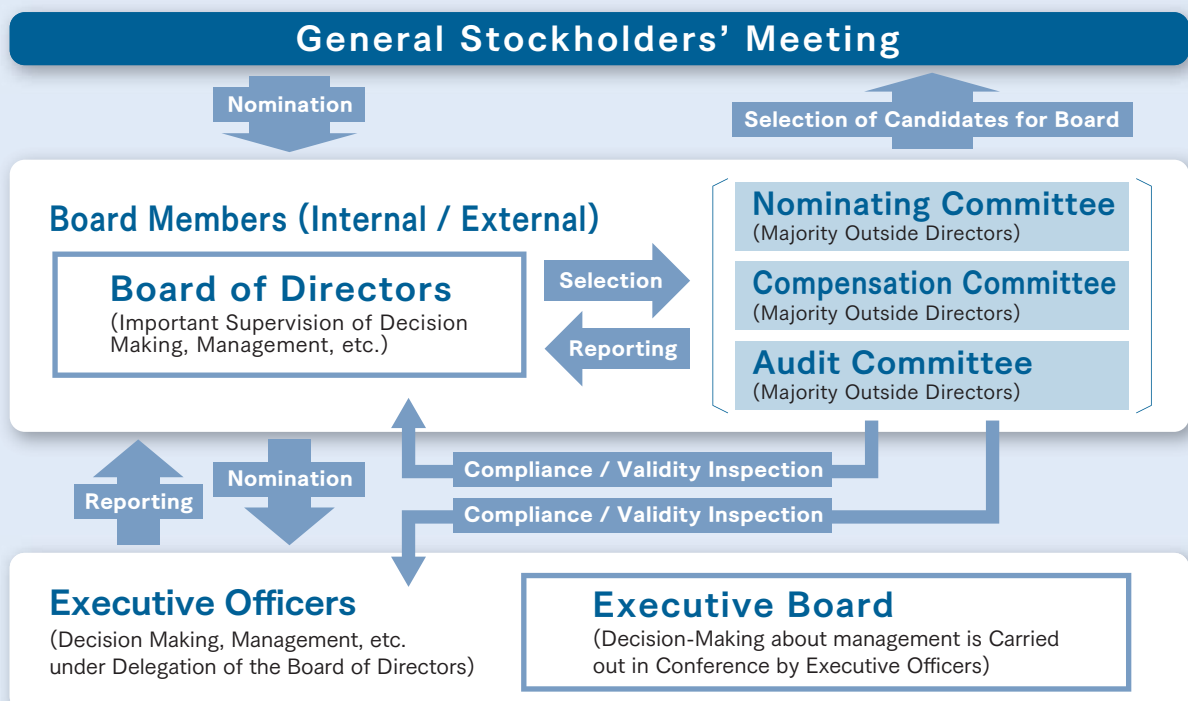 General Stockholders’ Meeting
Nomination
Selection of Candidates for Board
Board Members (Internal / External)
Board of Directors
(Important Supervision of Decision
Making, Management, etc.)
Selection
Reporting
Nominating Committee
(Majority Outside Directors)
Compensation Committee
(Majority Outside Directors)
Audit Committee
(Majority Outside Directors)
Reporting
Nomination
Compliance / Validity Inspection
Compliance / Validity Inspection
Executive Officers
(Decision Making, Management, etc.
under Delegation of the Board of Directors)
Executive Board
(Decision-Making about management is Carried
out in Conference by Executive Officers)